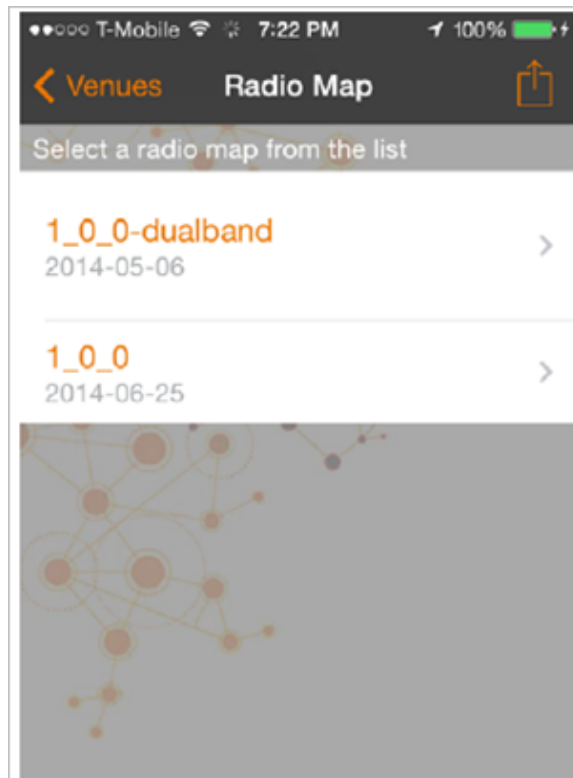 T-Mobile 7:22 PM 100%
Venues Radio Map
Select a radio map from the list
1_0_0-dualband
2014-05-06
1_0_0
2014-06-25